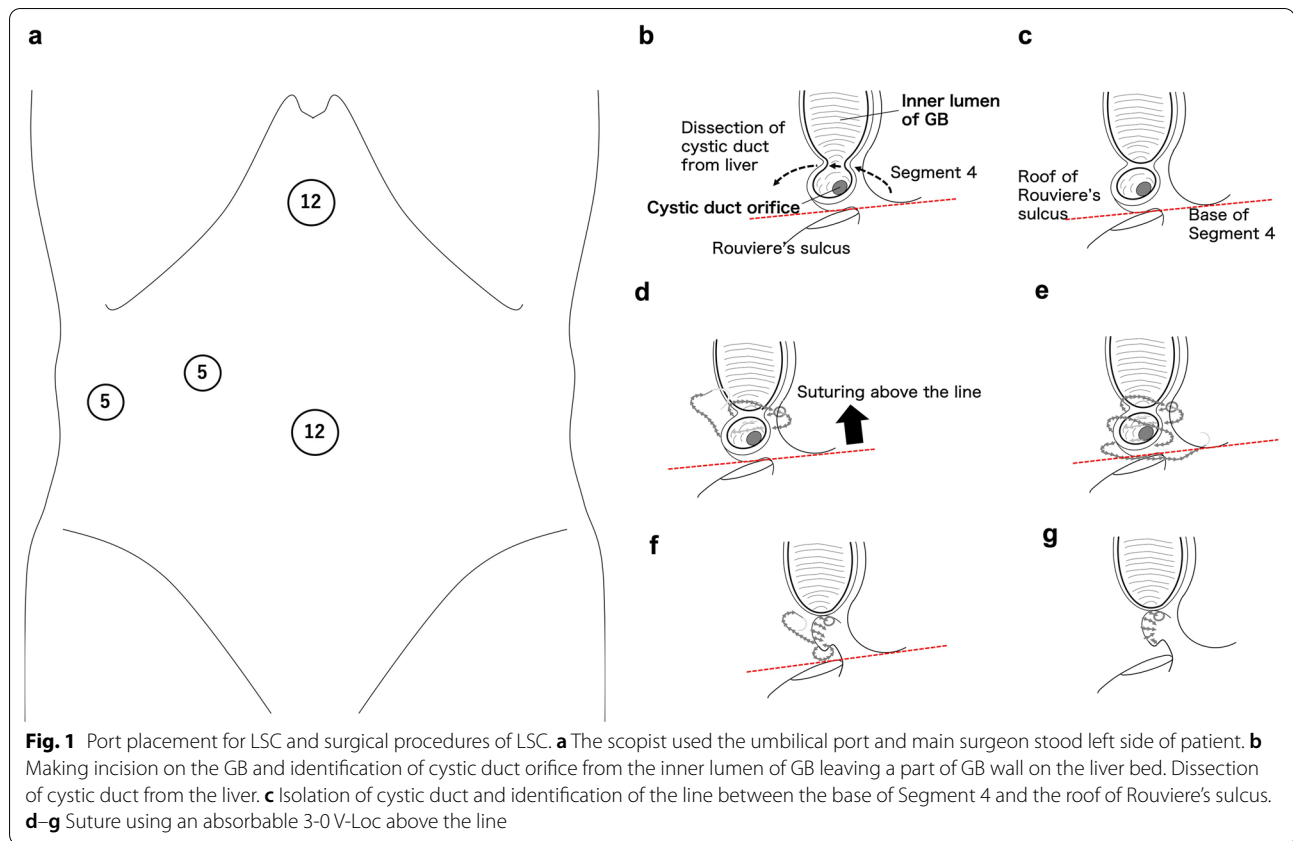 a
12
5
5
12
b
Inner lumen
of GB
Dissection of
cystic duct
from liver
Segment 4
Cystic duct orifice
Rouviere's sulcus
c
Roof of
Rouviere's
sulcus
Base of
Segment 4
d
Suturing above the line
e
f
g
Fig. 1 Port placement for LSC and surgical procedures of LSC. a The scopist used the umbilical port and main surgeon stood left side of patient. b
Making incision on the GB and identification of cystic duct orifice from the inner lumen of GB leaving a part of GB wall on the liver bed. Dissection
of cystic duct from the liver. c Isolation of cystic duct and identification of the line between the base of Segment 4 and the roof of Rouviere's sulcus.
d–g Suture using an absorbable 3-0 V-Loc above the line